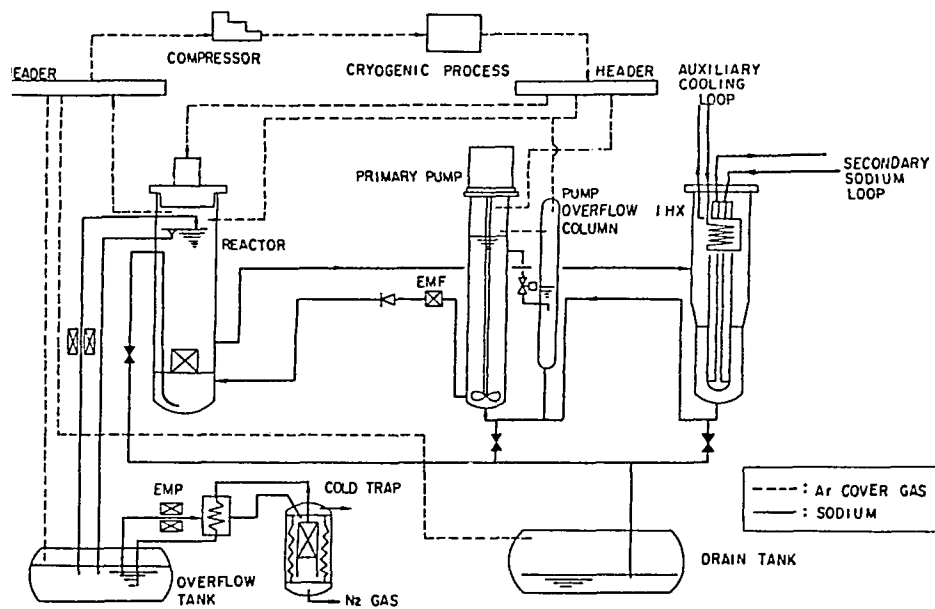 COMPRESSOR
CRYOGENIC PROCESS
EADER
HEADER
AUXILIARY
COOLING
LOOP
PRIMARY PUMP
PUMP
OVERFLOW
COLUMN
IHX
SECONDARY
SODIUM
LOOP
REACTOR
EMF
EMP
COLD TRAP
OVERFLOW
TANK
N2 GAS
DRAIN TANK
: Ar COVER GAS
: SODIUM